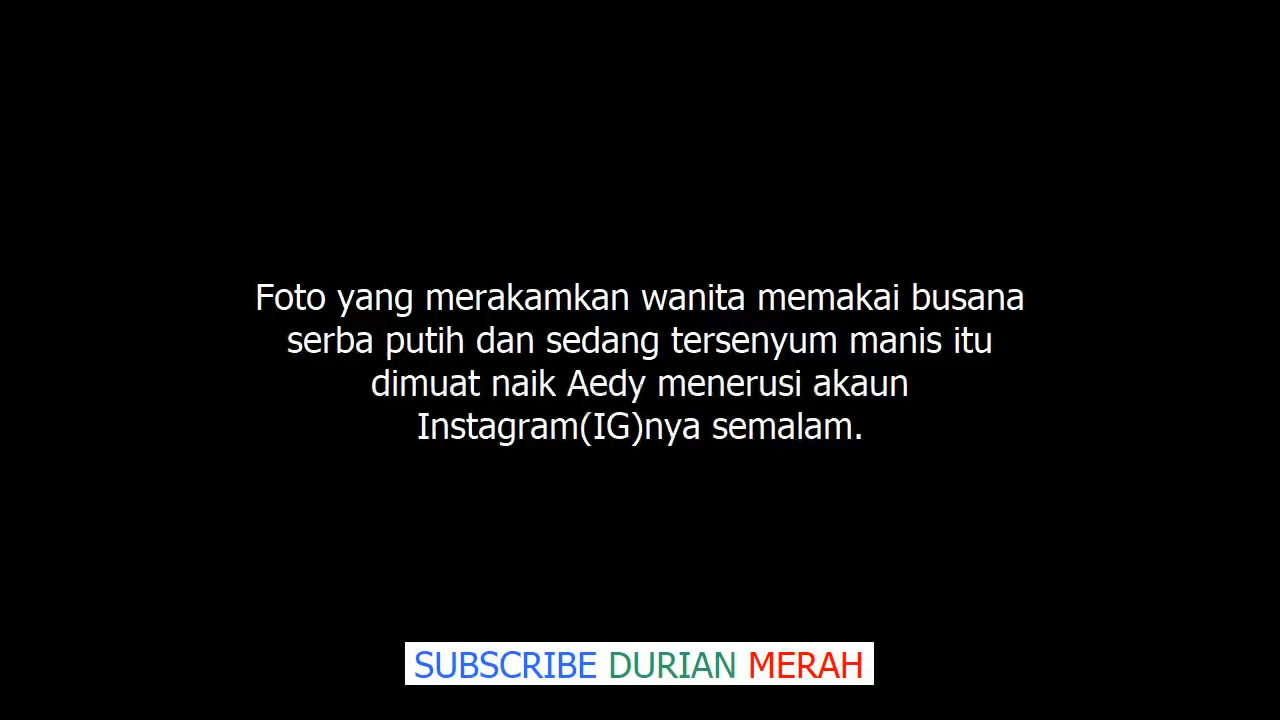 Foto yang merakamkan wanita memakai busana
serba putih dan sedang tersenyum manis itu
dimuat naik Aedy menerusi akaun
Instagram(IG)nya semalam.
SUBSCRIBE DURIAN MERAH